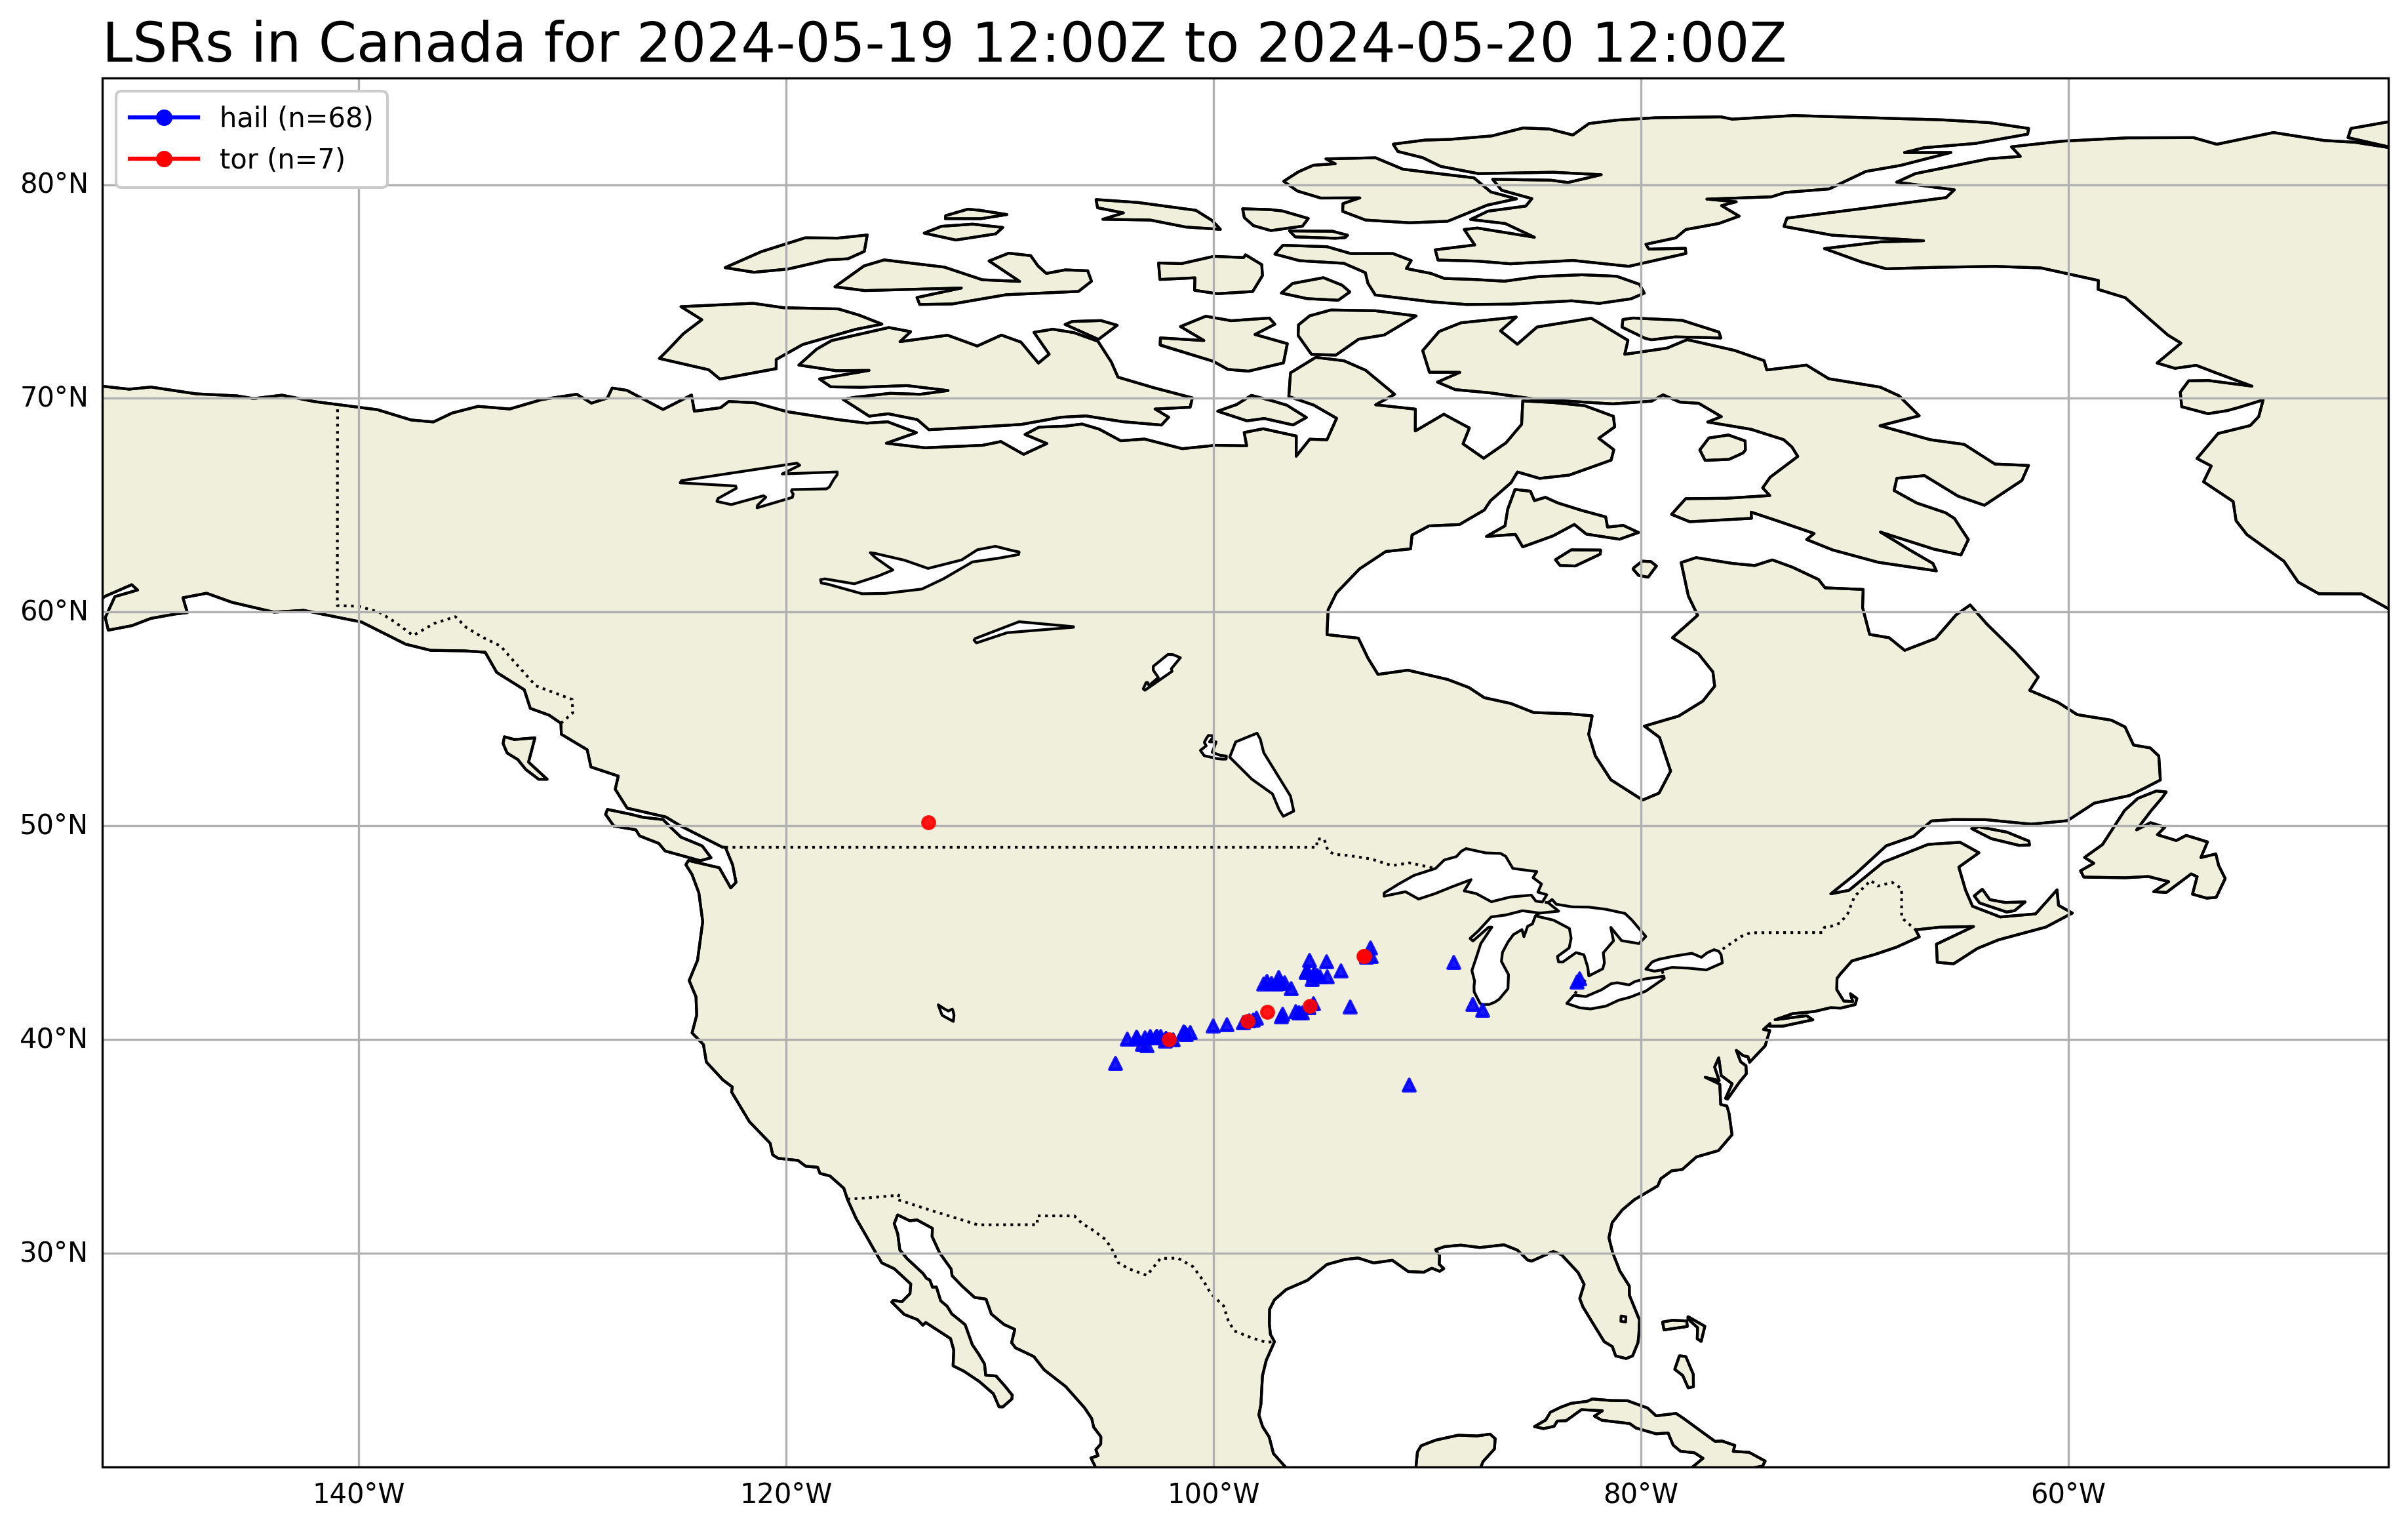 LSRs in Canada for 2024-05-19 12:00Z to 2024-05-20 12:00Z
hail (n=68)
tor (n=7)
80°N
70°N
60°N
50°N
40°N
30°N
140°W 120°W 100°W 80°W 60°W